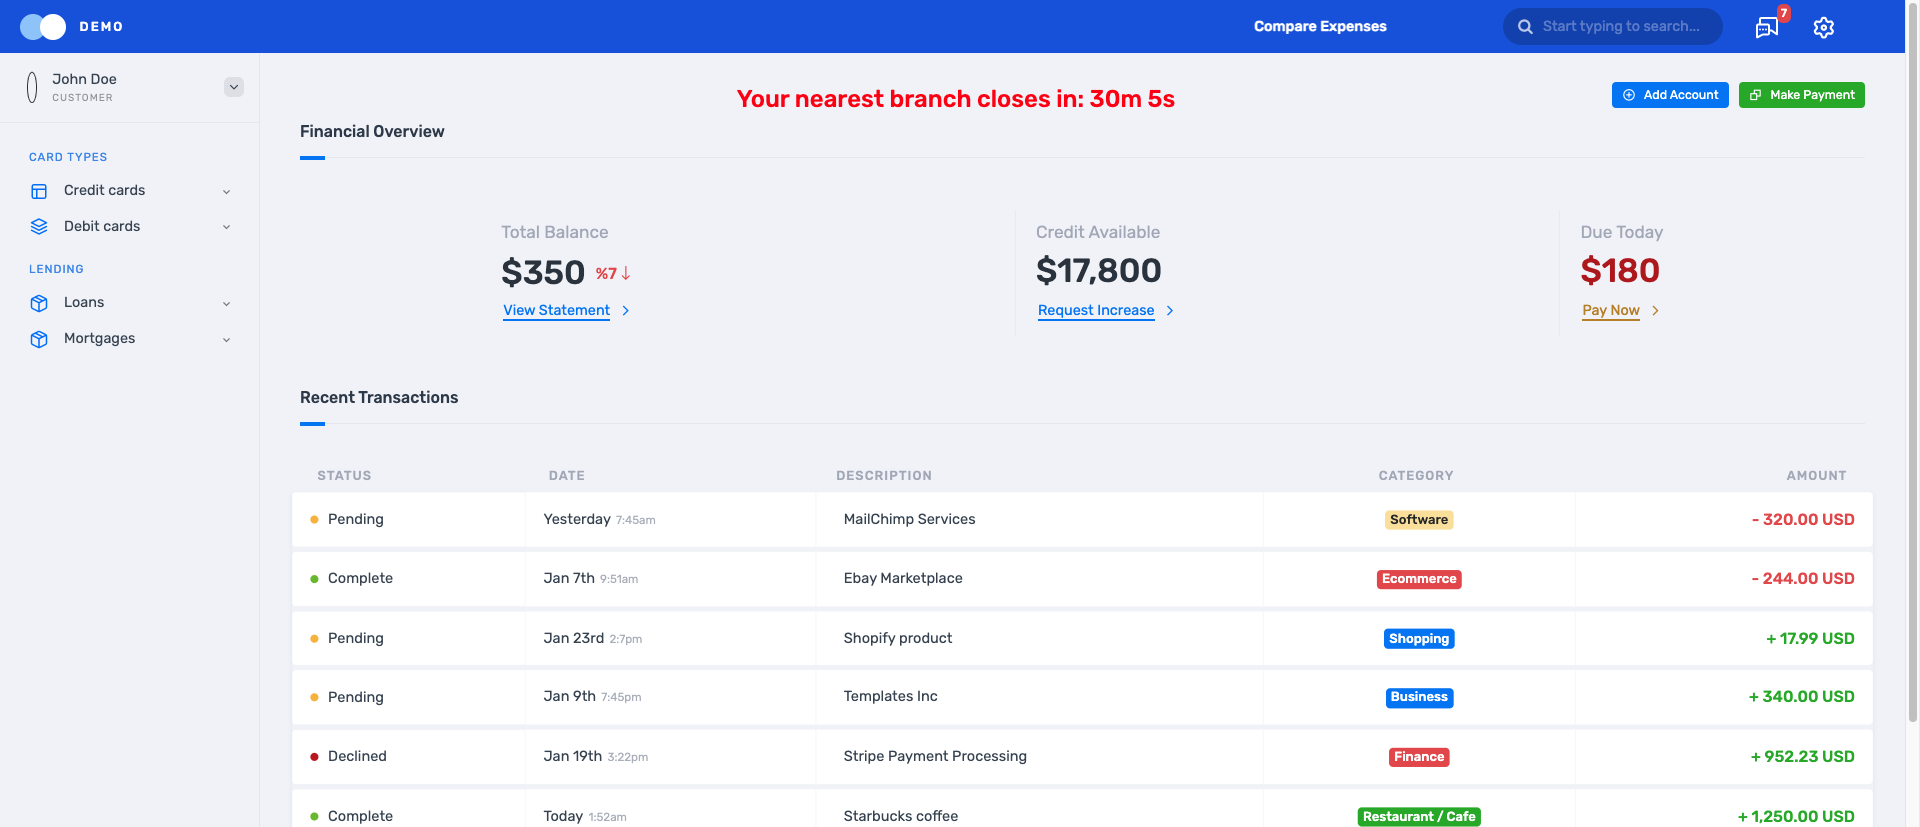 DEMO
Compare Expenses
Start typing to search...
7
John Doe
CUSTOMER
CARD TYPES
Credit cards
Debit cards
LENDING
Loans
Mortgages
Your nearest branch closes in: 30m 5s
Add Account
Make Payment
Financial Overview
Total Balance
$350 %7
View Statement
Credit Available
$17,800
Request Increase
Due Today
$180
Pay Now
Recent Transactions
STATUS DATE DESCRIPTION CATEGORY AMOUNT
Pending Yesterday 7:45am MailChimp Services Software - 320.00 USD
Complete Jan 7th 9:51am Ebay Marketplace Ecommerce - 244.00 USD
Pending Jan 23rd 2:7pm Shopify product Shopping + 17.99 USD
Pending Jan 9th 7:45pm Templates Inc Business + 340.00 USD
Declined Jan 19th 3:22pm Stripe Payment Processing Finance + 952.23 USD
Complete Today 1:52am Starbucks coffee Restaurant / Cafe + 1,250.00 USD